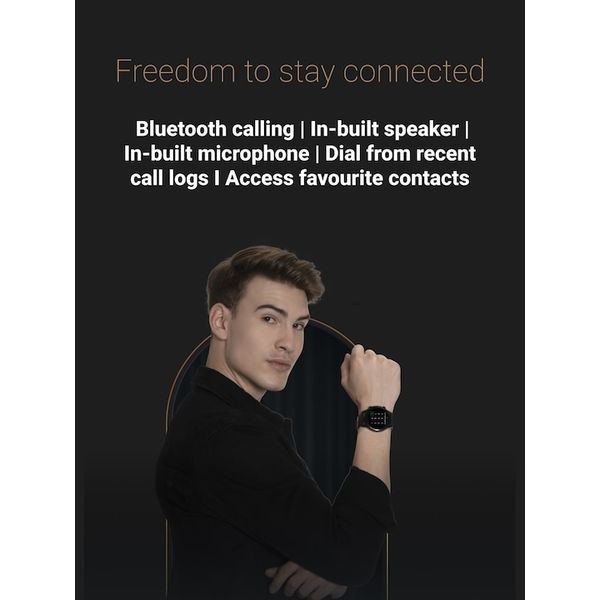 Freedom to stay connected
Bluetooth calling | In-built speaker |
In-built microphone | Dial from recent
call logs I Access favourite contacts